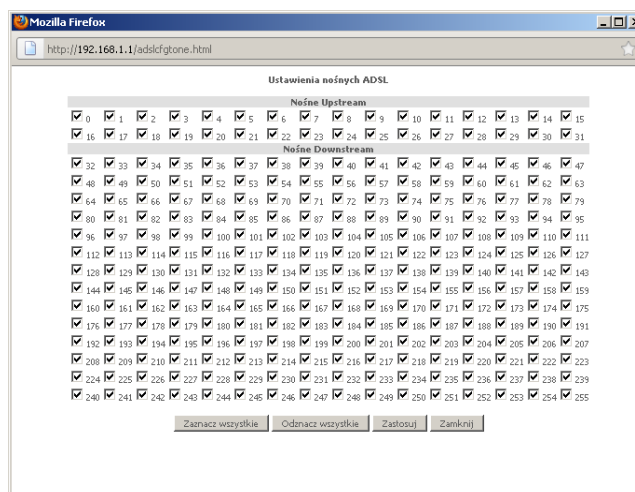 Mozilla Firefox
http://192.168.1.1/adslcfgtone.html
Ustawienia nośnych ADSL
Nośne Upstream
0 1 2 3 4 5 6 7 8 9 10 11 12 13 14 15
16 17 18 19 20 21 22 23 24 25 26 27 28 29 30 31
Nośne Downstream
32 33 34 35 36 37 38 39 40 41 42 43 44 45 46 47
48 49 50 51 52 53 54 55 56 57 58 59 60 61 62 63
64 65 66 67 68 69 70 71 72 73 74 75 76 77 78 79
80 81 82 83 84 85 86 87 88 89 90 91 92 93 94 95
96 97 98 99 100 101 102 103 104 105 106 107 108 109 110 111
112 113 114 115 116 117 118 119 120 121 122 123 124 125 126 127
128 129 130 131 132 133 134 135 136 137 138 139 140 141 142 143
144 145 146 147 148 149 150 151 152 153 154 155 156 157 158 159
160 161 162 163 164 165 166 167 168 169 170 171 172 173 174 175
176 177 178 179 180 181 182 183 184 185 186 187 188 189 190 191
192 193 194 195 196 197 198 199 200 201 202 203 204 205 206 207
208 209 210 211 212 213 214 215 216 217 218 219 220 221 222 223
224 225 226 227 228 229 230 231 232 233 234 235 236 237 238 239
240 241 242 243 244 245 246 247 248 249 250 251 252 253 254 255
Zaznacz wszystkie Odznacz wszystkie Zastosuj Zamknij